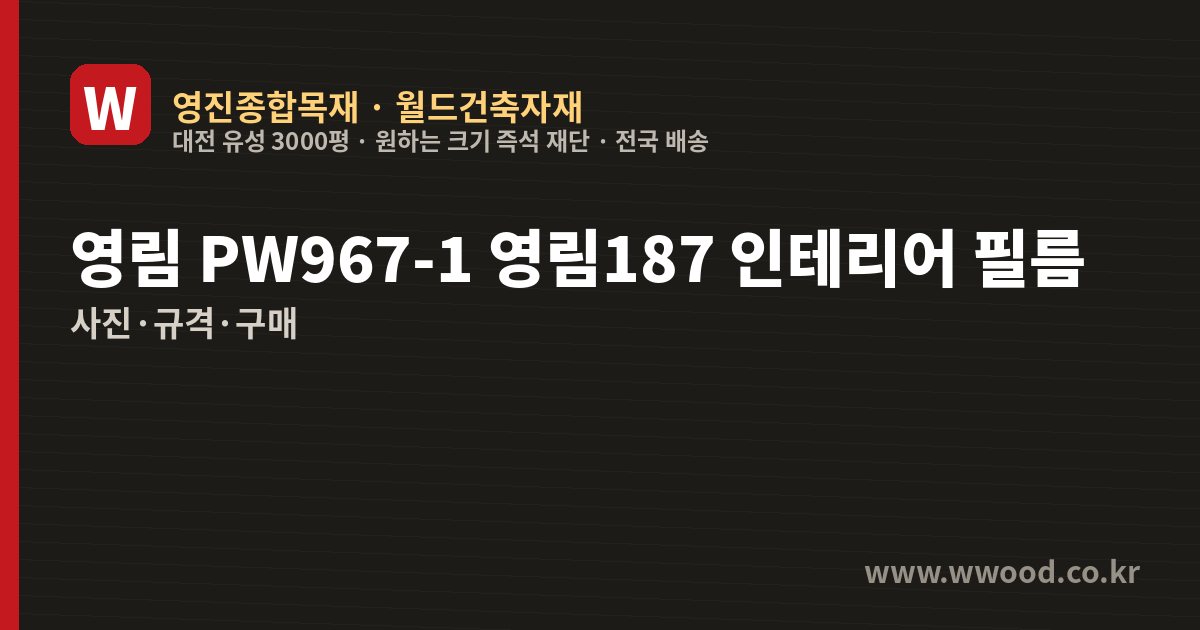 W
영진종합목재 · 월드건축자재
대전 유성 3000평 · 원하는 크기 즉석 재단 · 전국 배송
영림 PW967-1 영림187 인테리어 필름
사진·규격·구매
www.wwood.co.kr